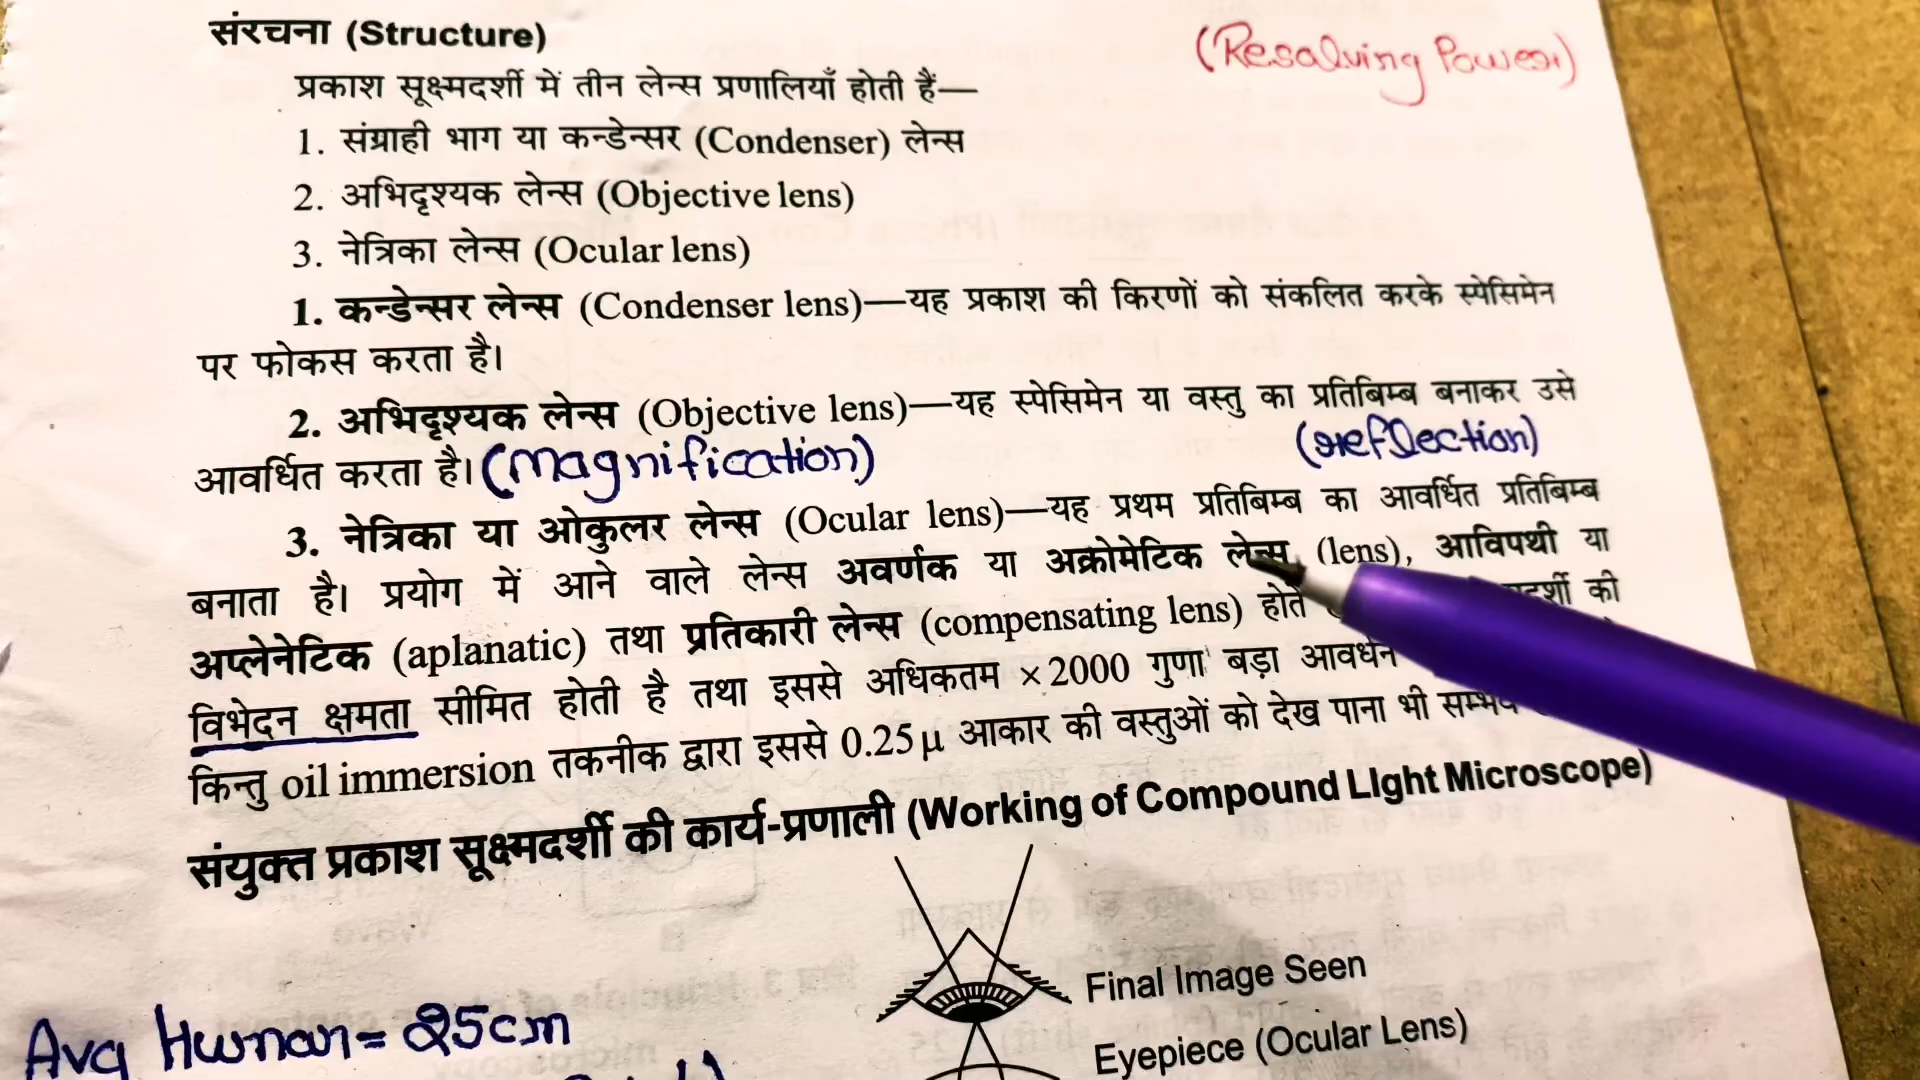 संरचना (Structure)
(Resolving Power)
प्रकाश सूक्ष्मदर्शी में तीन लेन्स प्रणालियाँ होती हैं—
1. संग्राही भाग या कन्डेन्सर (Condenser) लेन्स
2. अभिदृश्यक लेन्स (Objective lens)
3. नेत्रिका लेन्स (Ocular lens)
1. कन्डेन्सर लेन्स (Condenser lens)—यह प्रकाश की किरणों को संकलित करके स्पेसिमेन
पर फोकस करता है।
2. अभिदृश्यक लेन्स (Objective lens)—यह स्पेसिमेन या वस्तु का प्रतिबिम्ब बनाकर उसे
(reflection)
आवर्धित करता है। (magnification)
3. नेत्रिका या ओकुलर लेन्स (Ocular lens)—यह प्रथम प्रतिबिम्ब का आवर्धित प्रतिबिम्ब
बनाता है। प्रयोग में आने वाले लेन्स अवर्णक या अक्रोमेटिक लेन्स (lens), आविपथी या
अप्लेनेटिक (aplanatic) तथा प्रतिकारी लेन्स (compensating lens) होते की
विभेदन क्षमता सीमित होती है तथा इससे अधिकतम ×2000 गुणा बड़ा आवर्धन
किन्तु oil immersion तकनीक द्वारा इससे 0.25 µ आकार की वस्तुओं को देख पाना भी
संयुक्त प्रकाश सूक्ष्मदर्शी की कार्य-प्रणाली (Working of Compound LIght Microscope)
Final Image Seen
Avg Human = 25cm
Eyepiece (Ocular Lens)